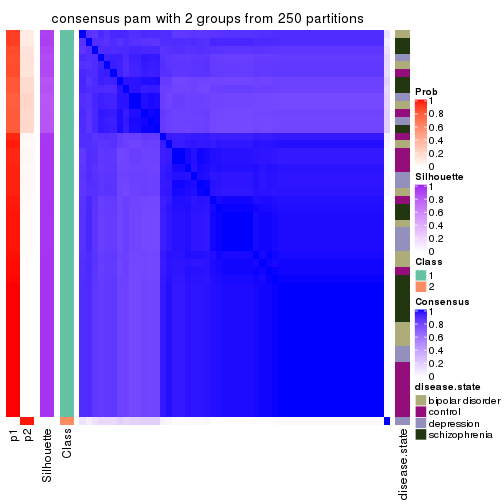 consensus pam with 2 groups from 250 partitions
Prob
1
0.8
0.6
0.4
0.2
0
Silhouette
1
0.8
0.6
0.4
0.2
0
Class
1
2
Consensus
1
0.8
0.6
0.4
0.2
0
disease.state
bipolar disorder
control
depression
schizophrenia
p1
p2
Silhouette
Class
disease.state